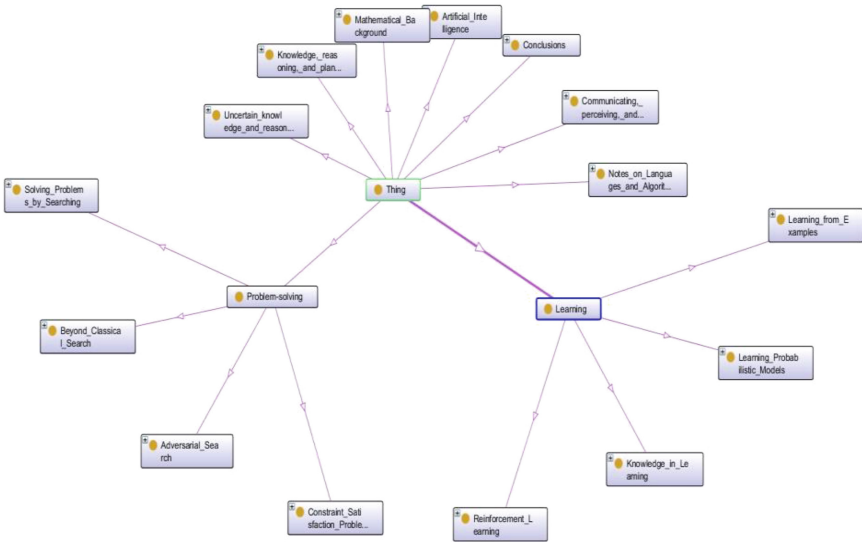 Mathematical_Ba
ckground
Artificial_Inte
lligence
Conclusions
Knowledge,_reas
oning,_and_plan...
Uncertain_knowl
edge_and_reason...
Communicating,_
perceiving,_and...
Notes_on_Langua
ges_and_Algorit...
Thing
Solving_Problem
s_by_Searching
Learning_from_E
xamples
Problem-solving
Learning
Beyond_Classica
l_Search
Learning_Probab
ilistic_Models
Adversarial_Sea
rch
Knowledge_in_Le
arning
Constraint_Sati
sfaction_Proble...
Reinforcement_L
earning